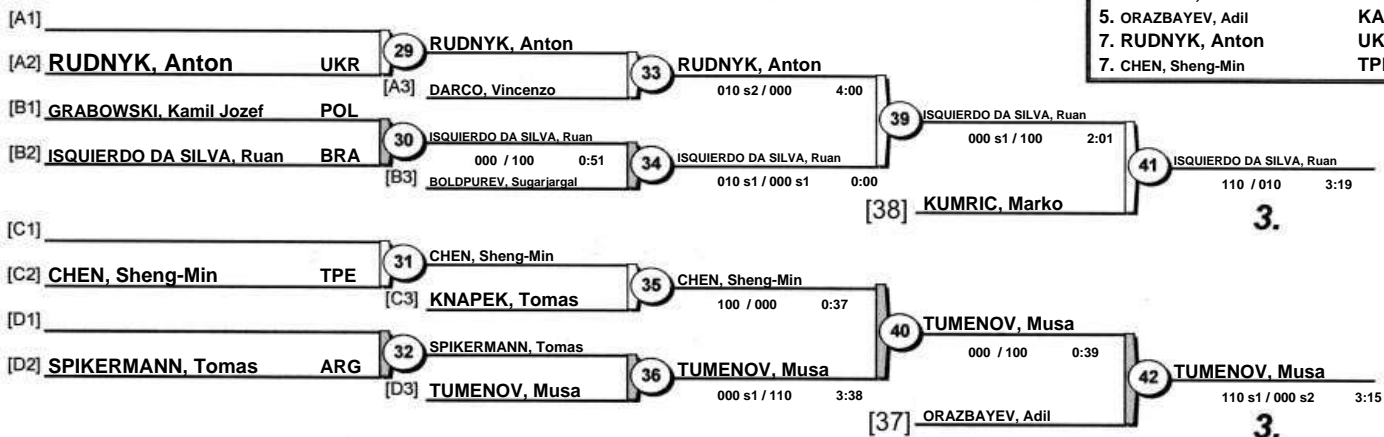 5. ORAZBAYEV, Adil KA
7. RUDNYK, Anton UK
7. CHEN, Sheng-Min TP
[A1]
[A2] RUDNYK, Anton UKR
29
RUDNYK, Anton
[A3] DARCO, Vincenzo
33
RUDNYK, Anton
010 s2 / 000 4:00
[B1] GRABOWSKI, Kamil Jozef POL
[B2] ISQUIERDO DA SILVA, Ruan BRA
30
ISQUIERDO DA SILVA, Ruan
000 / 100 0:51
[B3] BOLDPUREV, Sugarjargal
34
ISQUIERDO DA SILVA, Ruan
010 s1 / 000 s1 0:00
39
ISQUIERDO DA SILVA, Ruan
000 s1 / 100 2:01
[38] KUMRIC, Marko
41
ISQUIERDO DA SILVA, Ruan
110 / 010 3:19
3.
[C1]
[C2] CHEN, Sheng-Min TPE
31
CHEN, Sheng-Min
[C3] KNAPEK, Tomas
35
CHEN, Sheng-Min
100 / 000 0:37
[D1]
[D2] SPIKERMANN, Tomas ARG
32
SPIKERMANN, Tomas
[D3] TUMENOV, Musa
36
TUMENOV, Musa
000 s1 / 110 3:38
40
TUMENOV, Musa
000 / 100 0:39
[37] ORAZBAYEV, Adil
42
TUMENOV, Musa
110 s1 / 000 s2 3:15
3.